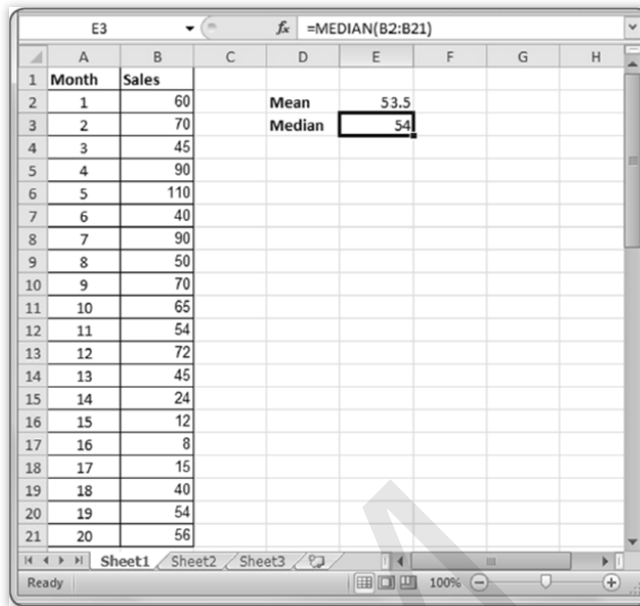 E3 fx =MEDIAN(B2:B21)
A B C D E F G H
1 Month Sales
2 1 60 Mean 53.5
3 2 70 Median 54
4 3 45
5 4 90
6 5 110
7 6 40
8 7 90
9 8 50
10 9 70
11 10 65
12 11 54
13 12 72
14 13 45
15 14 24
16 15 12
17 16 8
18 17 15
19 18 40
20 19 54
21 20 56
Sheet1 Sheet2 Sheet3
Ready 100%